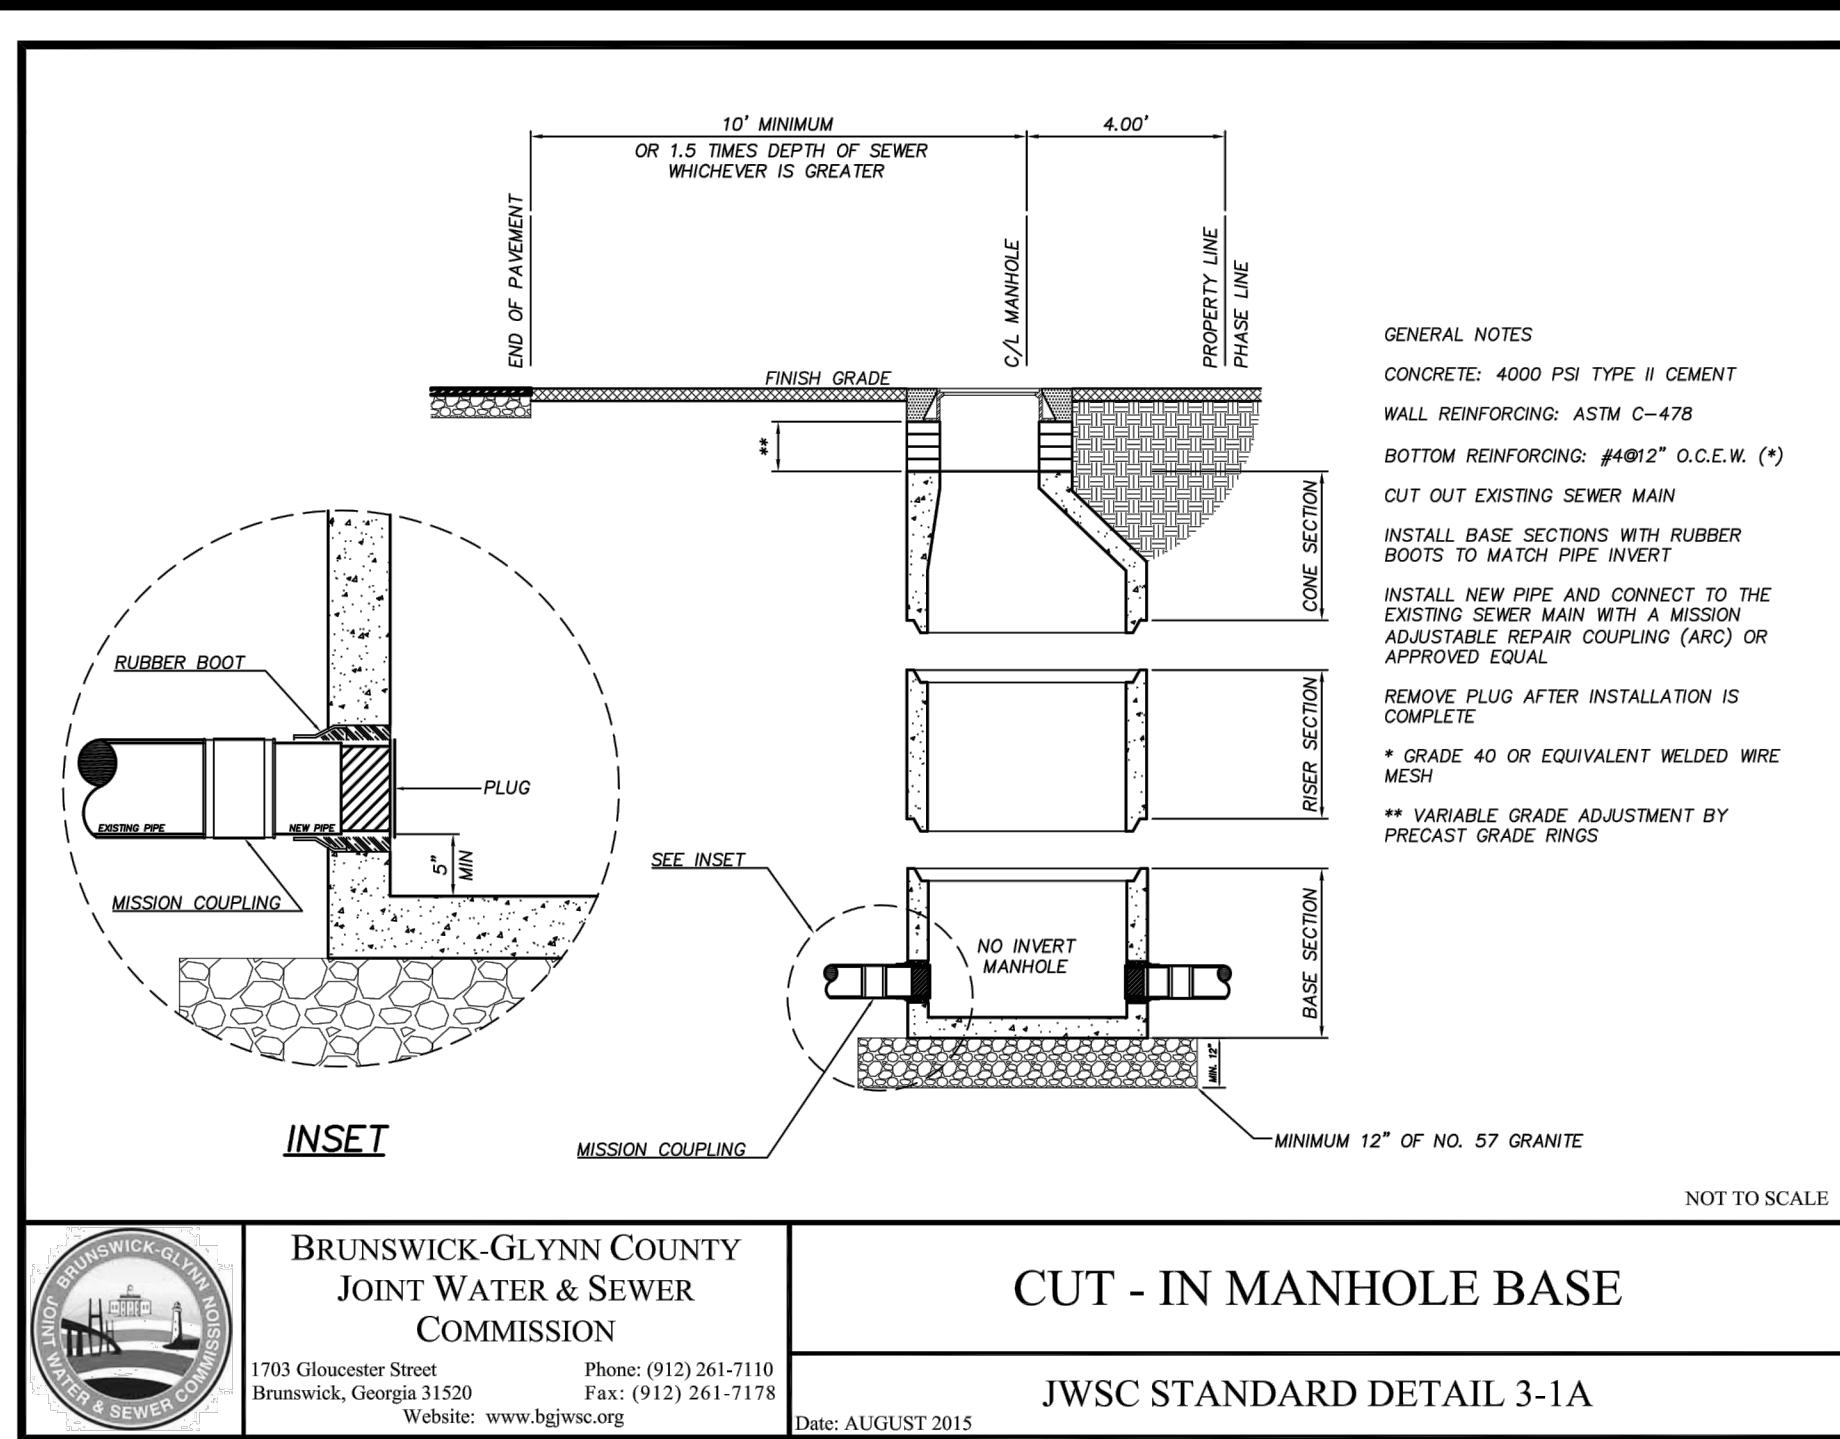 10' MINIMUM
OR 1.5 TIMES DEPTH OF SEWER
WHICHEVER IS GREATER
4.00'
END OF PAVEMENT
C/L MANHOLE
PROPERTY LINE
PHASE LINE
FINISH GRADE
**
CONE SECTION
RISER SECTION
BASE SECTION
GENERAL NOTES
CONCRETE: 4000 PSI TYPE II CEMENT
WALL REINFORCING: ASTM C-478
BOTTOM REINFORCING: #4@12" O.C.E.W. (*)
CUT OUT EXISTING SEWER MAIN
INSTALL BASE SECTIONS WITH RUBBER
BOOTS TO MATCH PIPE INVERT
INSTALL NEW PIPE AND CONNECT TO THE
EXISTING SEWER MAIN WITH A MISSION
ADJUSTABLE REPAIR COUPLING (ARC) OR
APPROVED EQUAL
REMOVE PLUG AFTER INSTALLATION IS
COMPLETE
* GRADE 40 OR EQUIVALENT WELDED WIRE
MESH
** VARIABLE GRADE ADJUSTMENT BY
PRECAST GRADE RINGS
RUBBER BOOT
PLUG
EXISTING PIPE
NEW PIPE
5"
MIN
MISSION COUPLING
INSET
SEE INSET
NO INVERT
MANHOLE
MIN. 12"
MISSION COUPLING
MINIMUM 12" OF NO. 57 GRANITE
NOT TO SCALE
BRUNSWICK-GLYNN COUNTY
JOINT WATER & SEWER
COMMISSION
1703 Gloucester Street
Phone: (912) 261-7110
Brunswick, Georgia 31520
Fax: (912) 261-7178
Website: www.bgjwsc.org
BRUNSWICK-GLYNN
JOINT WATER & SEWER COMMISSION
CUT - IN MANHOLE BASE
JWSC STANDARD DETAIL 3-1A
Date: AUGUST 2015